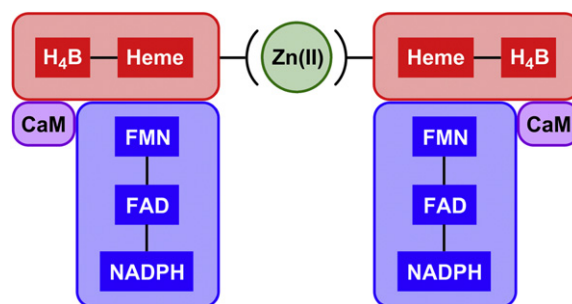 H₄B Heme Zn(II) Heme H₄B
CaM CaM
FMN FMN
FAD FAD
NADPH NADPH